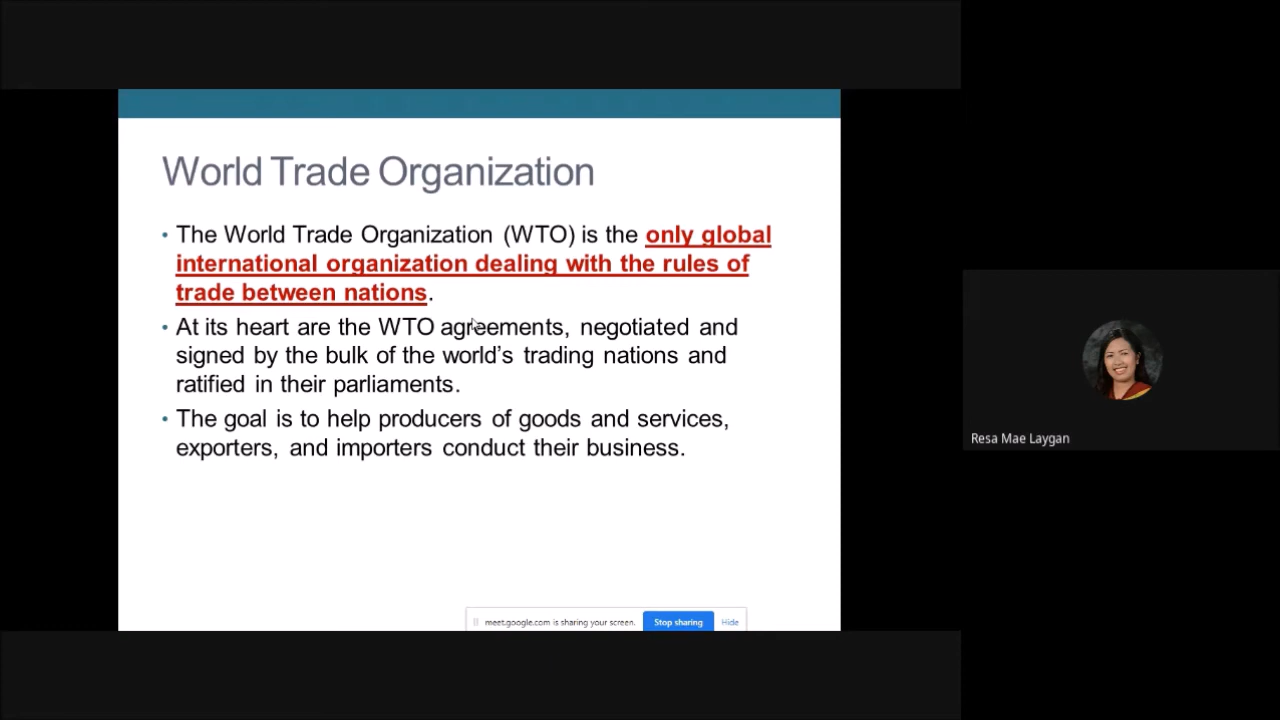 World Trade Organization
• The World Trade Organization (WTO) is the only global
international organization dealing with the rules of
trade between nations.
• At its heart are the WTO agreements, negotiated and
signed by the bulk of the world’s trading nations and
ratified in their parliaments.
• The goal is to help producers of goods and services,
exporters, and importers conduct their business.
meet.google.com is sharing your screen. Stop sharing Hide
Resa Mae Laygan